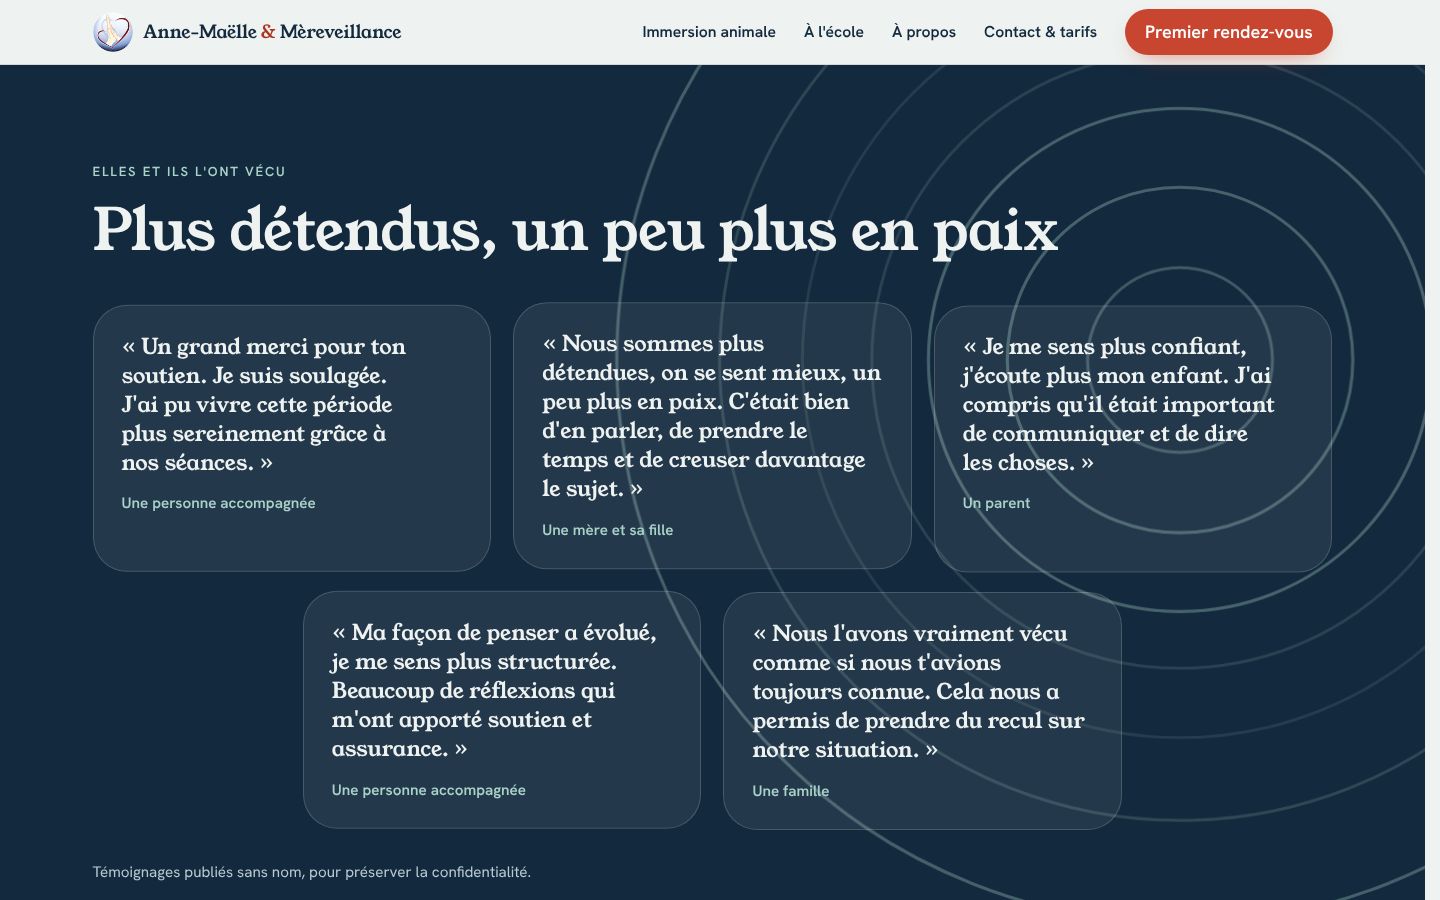 Anne-Maëlle & Mèreveillance
Immersion animale
À l'école
À propos
Contact & tarifs
Premier rendez-vous
ELLES ET ILS L'ONT VÉCU
Plus détendus, un peu plus en paix
« Un grand merci pour ton
soutien. Je suis soulagée.
J'ai pu vivre cette période
plus sereinement grâce à
nos séances. »
Une personne accompagnée
« Nous sommes plus
détendues, on se sent mieux, un
peu plus en paix. C'était bien
d'en parler, de prendre le
temps et de creuser davantage
le sujet. »
Une mère et sa fille
« Je me sens plus confiant,
j'écoute plus mon enfant. J'ai
compris qu'il était important
de communiquer et de dire
les choses. »
Un parent
« Ma façon de penser a évolué,
je me sens plus structurée.
Beaucoup de réflexions qui
m'ont apporté soutien et
assurance. »
Une personne accompagnée
« Nous l'avons vraiment vécu
comme si nous t'avions
toujours connue. Cela nous a
permis de prendre du recul sur
notre situation. »
Une famille
Témoignages publiés sans nom, pour préserver la confidentialité.